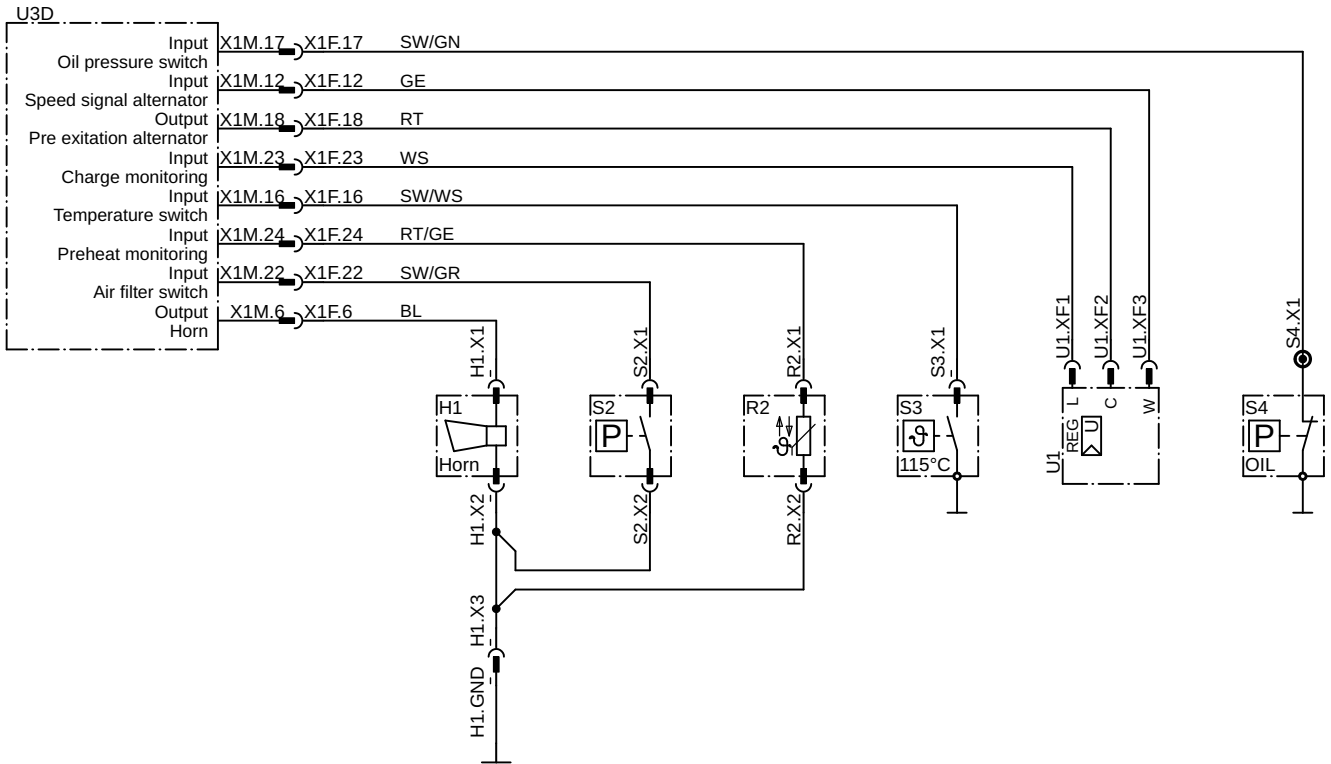 U3D
Input X1M.17 X1F.17 SW/GN
Oil pressure switch
Input X1M.12 X1F.12 GE
Speed signal alternator
Output X1M.18 X1F.18 RT
Pre exitation alternator
Input X1M.23 X1F.23 WS
Charge monitoring
Input X1M.16 X1F.16 SW/WS
Temperature switch
Input X1M.24 X1F.24 RT/GE
Preheat monitoring
Input X1M.22 X1F.22 SW/GR
Air filter switch
Output X1M.6 X1F.6 BL
Horn
H1.X1
S2.X1
R2.X1
S3.X1
U1.XF1
U1.XF2
U1.XF3
S4.X1
H1
Horn
S2
P
R2
ϑ
S3
ϑ
115°C
U1
REG
U
L
C
W
S4
P
OIL
H1.X2
S2.X2
R2.X2
H1.X3
H1.GND